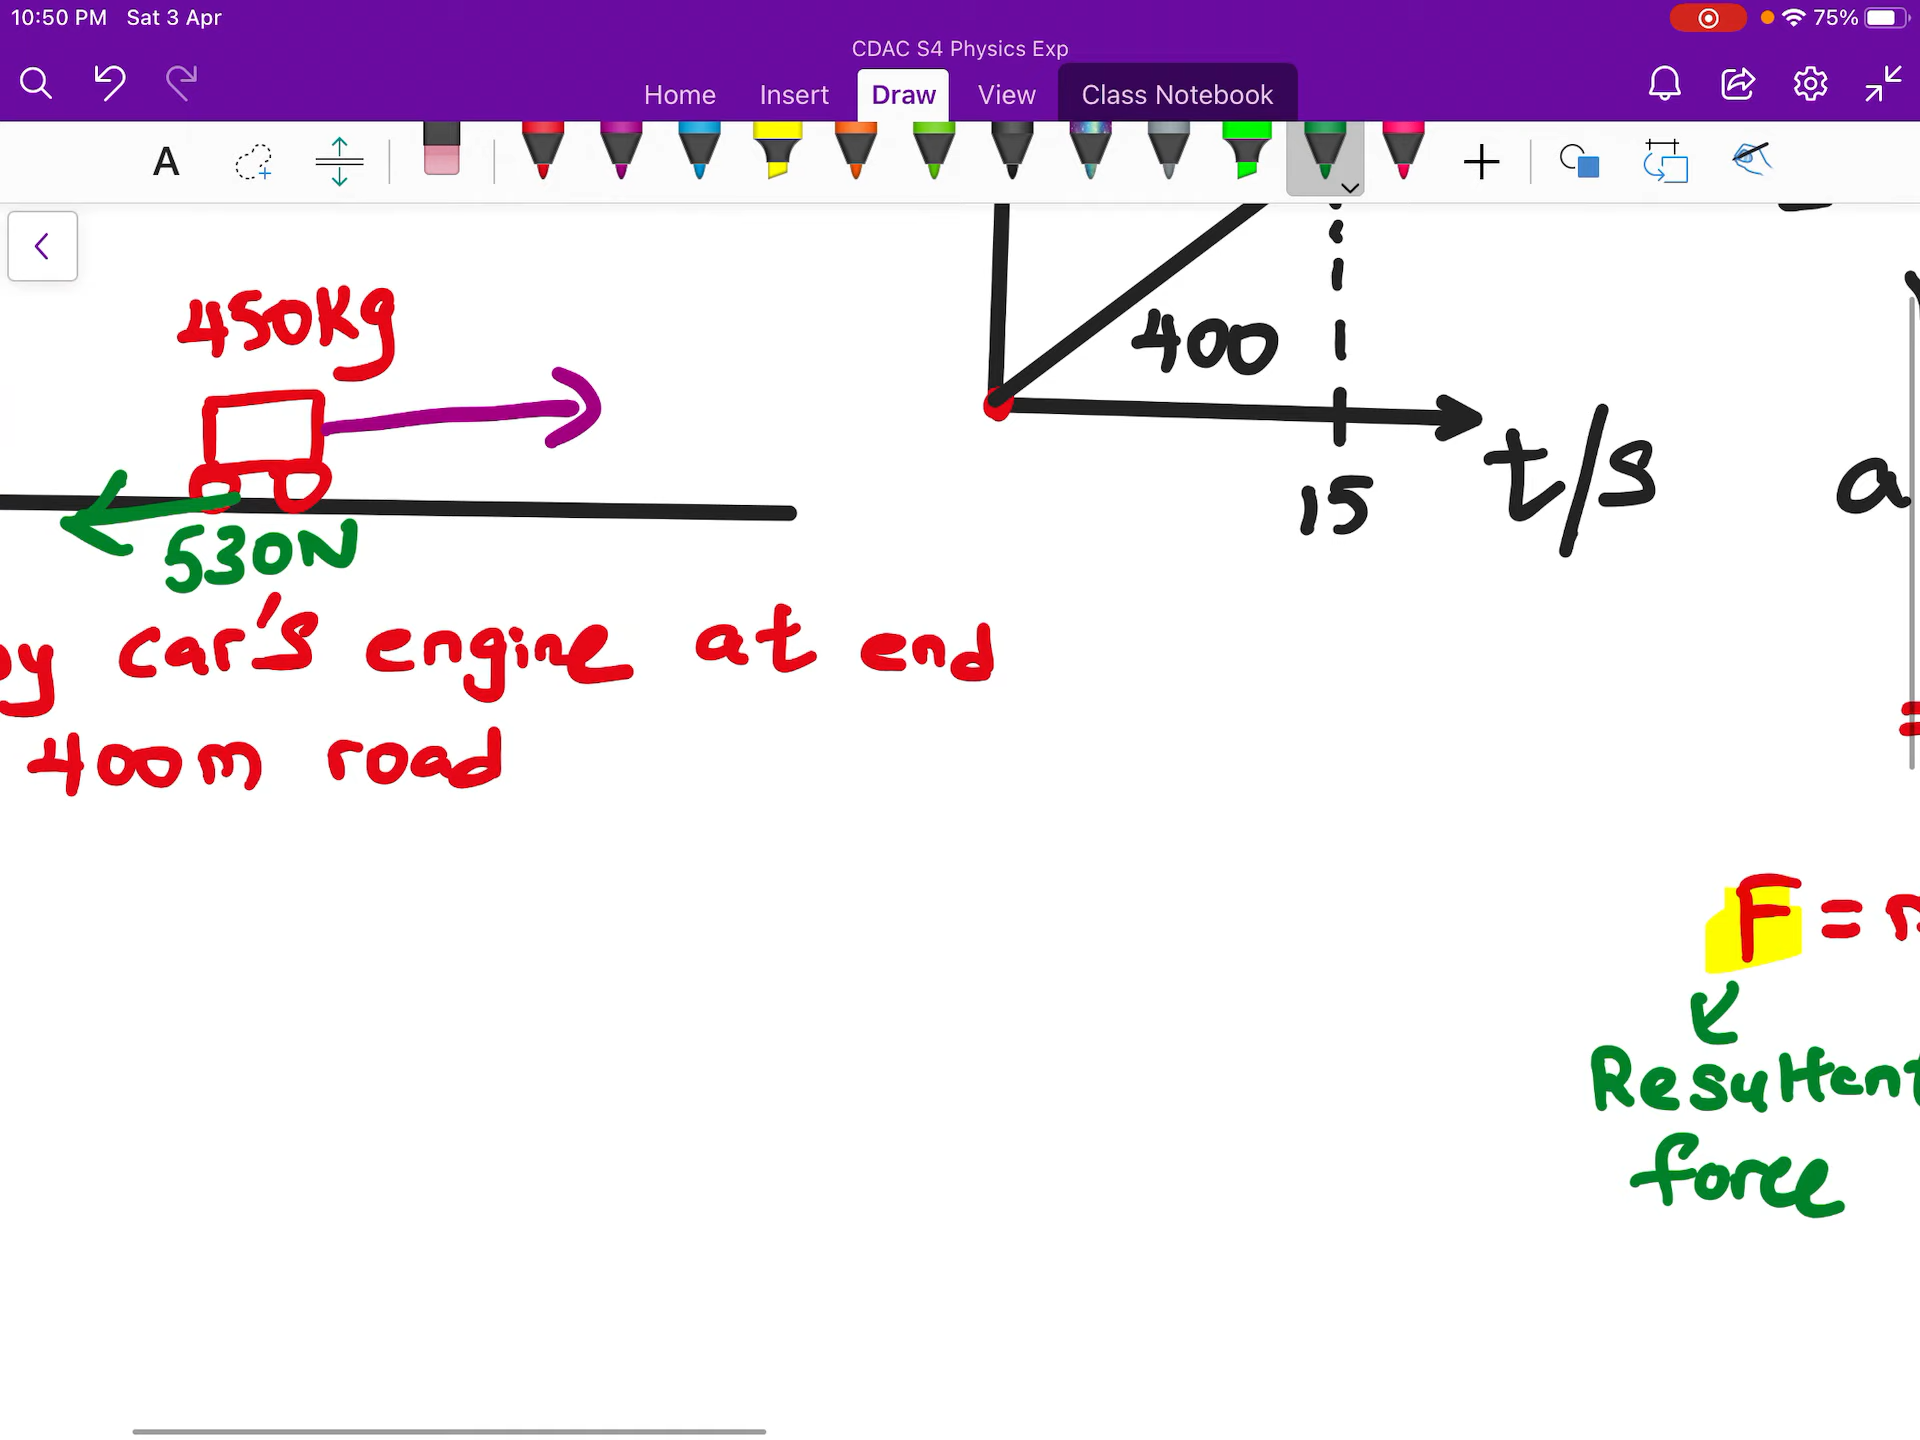 10:50 PM Sat 3 Apr
75%
CDAC S4 Physics Exp
Home Insert Draw View Class Notebook
A
450kg
530N
400
15
t/s
a
car's engine at end
400m road
F =
Resultent
force